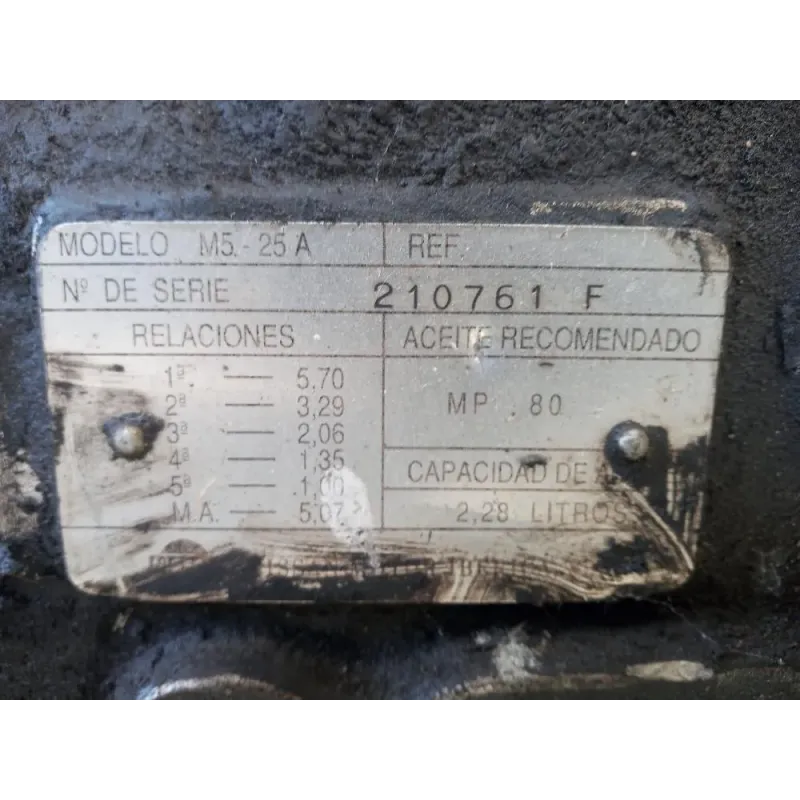 MODELO M5-25A REF.
Nº DE SERIE 210761 F
RELACIONES ACEITE RECOMENDADO
1ª. — 5,70
2ª — 3,29
MP. 80
3ª — 2,06
4ª — 1,35
CAPACIDAD DE
5ª — 1,00
M.A. — 5,07
2,28 LITROS